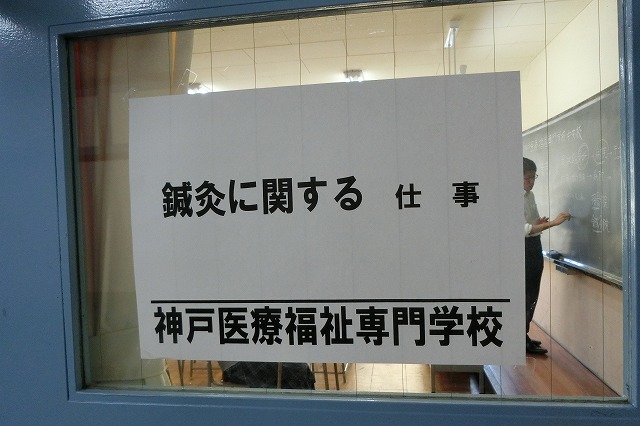 鍼灸に関する 仕事
神戸医療福祉専門学校